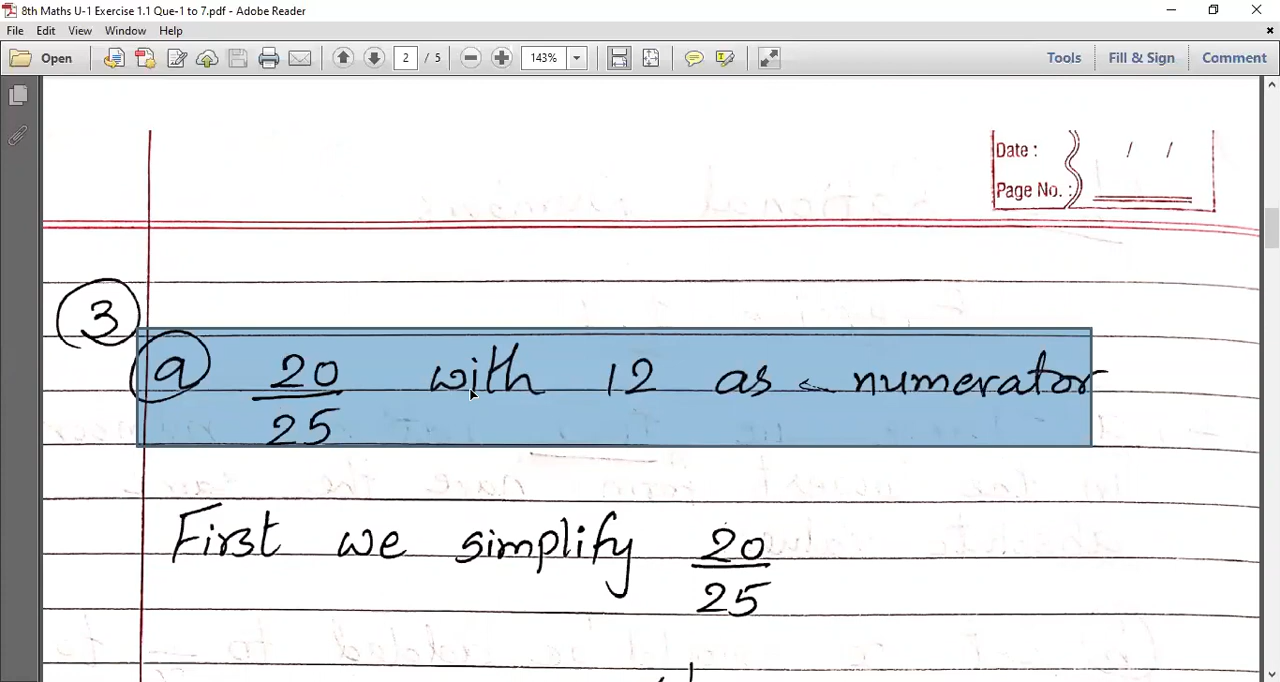 8th Maths U-1 Exercise 1.1 Que-1 to 7.pdf - Adobe Reader
File Edit View Window Help
Open 2 / 5 143% Tools Fill & Sign Comment
Date : / /
Page No. :
3
a 20/25 with 12 as numerator
First we simplify 20/25